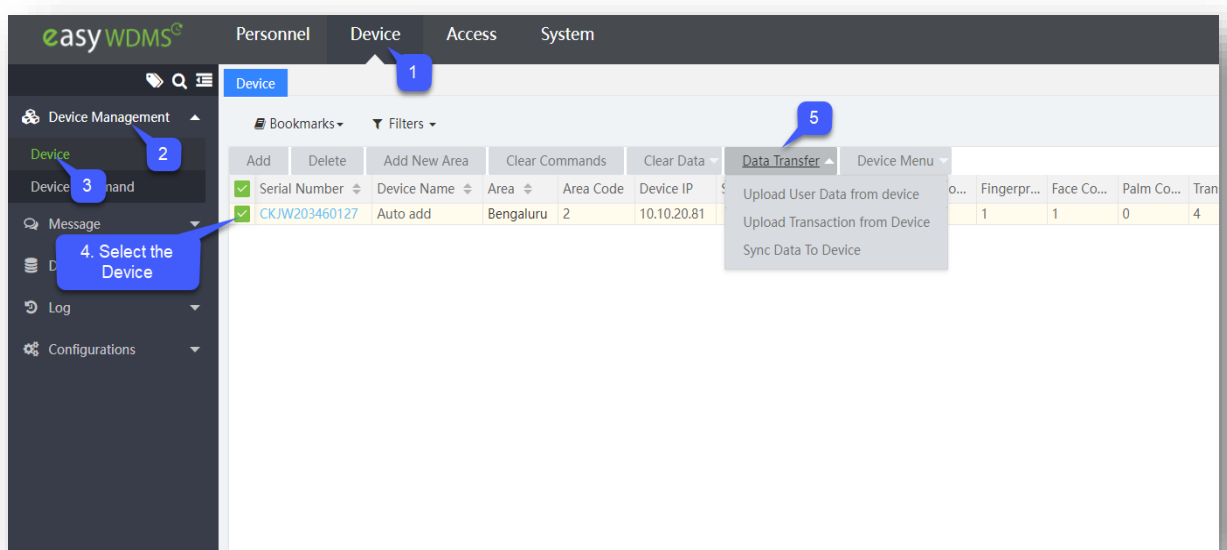 easy WDMS
Personnel Device Access System
1
Device
Device Management
2
Bookmarks Filters
5
Device
3
Add Delete Add New Area Clear Commands Clear Data Data Transfer Device Menu
Serial Number Device Name Area Area Code Device IP Fingerpr... Face Co... Palm Co... Tran
CKJW203460127 Auto add Bengaluru 2 10.10.20.81 1 1 0 4
Upload User Data from device
Upload Transaction from Device
Sync Data To Device
Message
4. Select the
Device
Log
Configurations